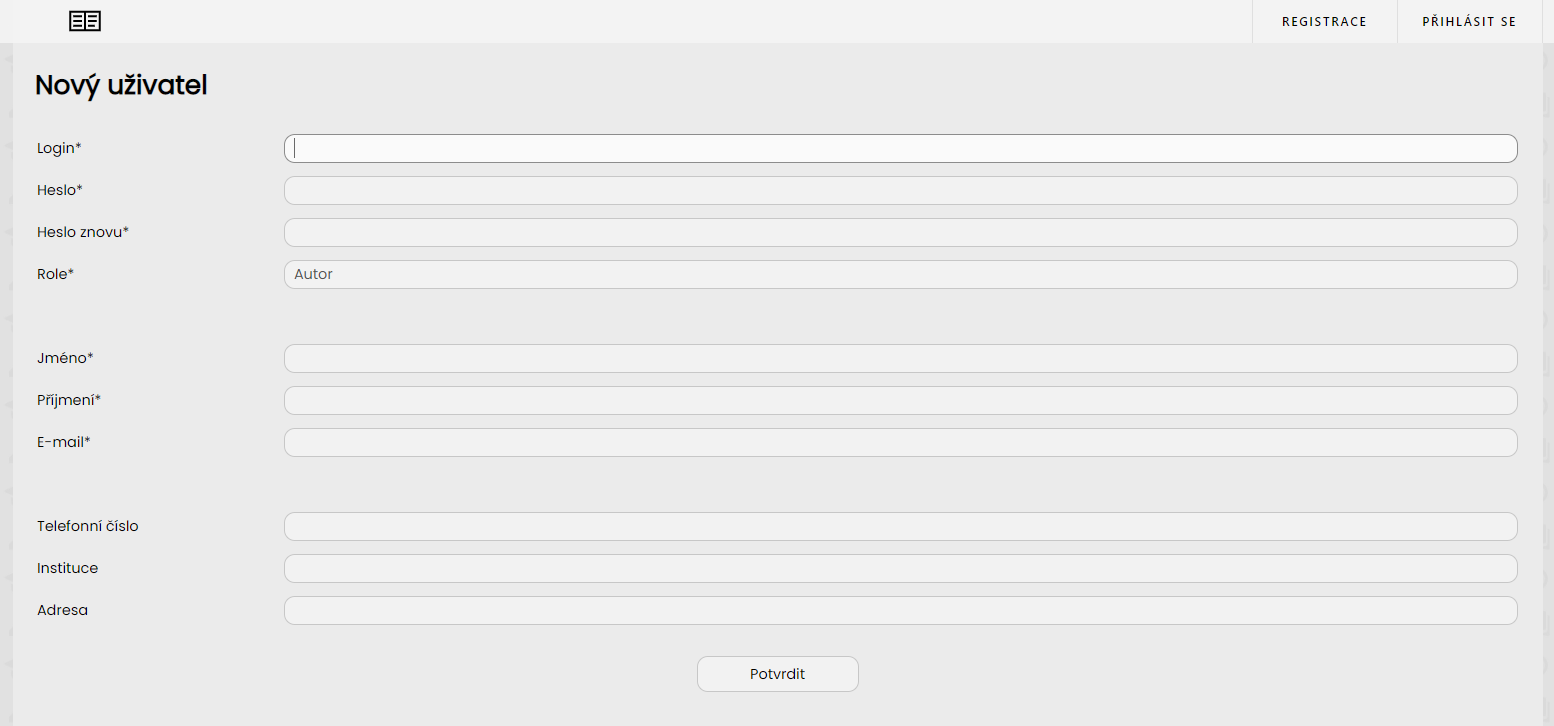 REGISTRACE PŘIHLÁSIT SE
Nový uživatel
Login*
Heslo*
Heslo znovu*
Role* Autor
Jméno*
Příjmení*
E-mail*
Telefonní číslo
Instituce
Adresa
Potvrdit